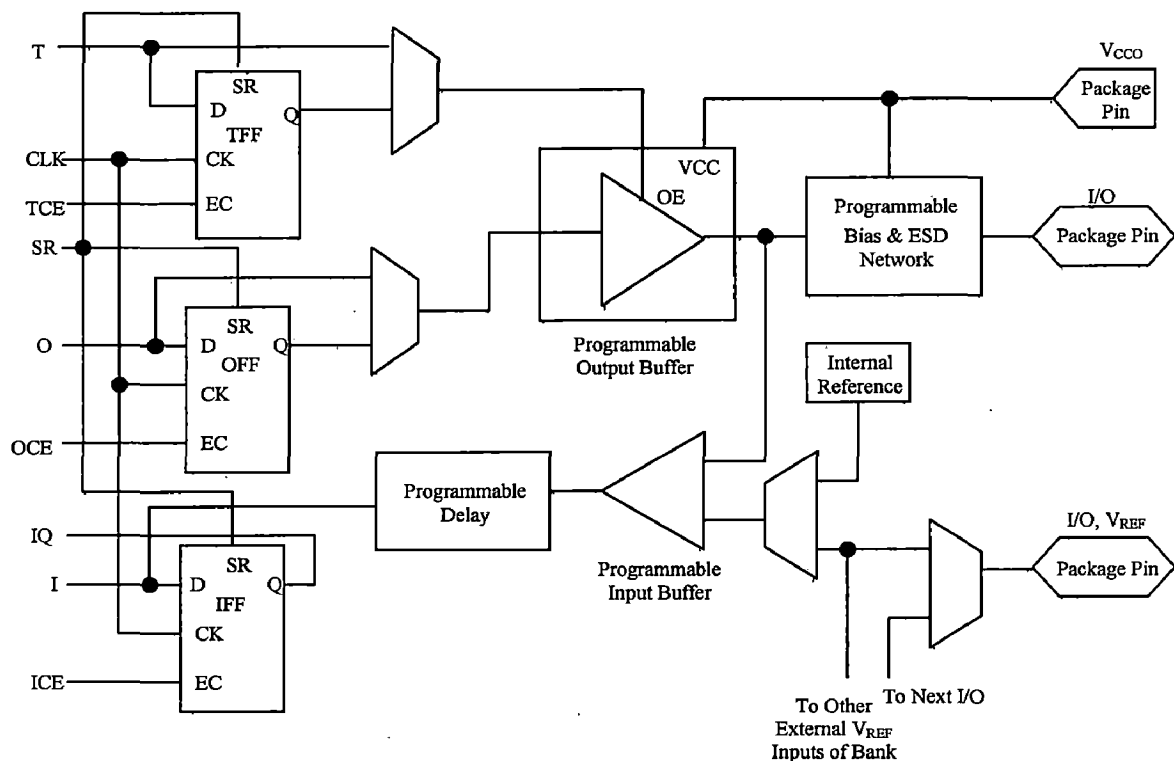 T
SR
D
Q
TFF
CLK
CK
TCE
EC
SR
VCC
OE
V_CCO
Package
Pin
Programmable
Bias & ESD
Network
I/O
Package Pin
SR
O
D
Q
OFF
CK
OCE
EC
Programmable
Output Buffer
Internal
Reference
Programmable
Delay
Programmable
Input Buffer
IQ
SR
I
D
Q
IFF
CK
ICE
EC
I/O, V_REF
Package Pin
To Other
External V_REF
Inputs of Bank
To Next I/O